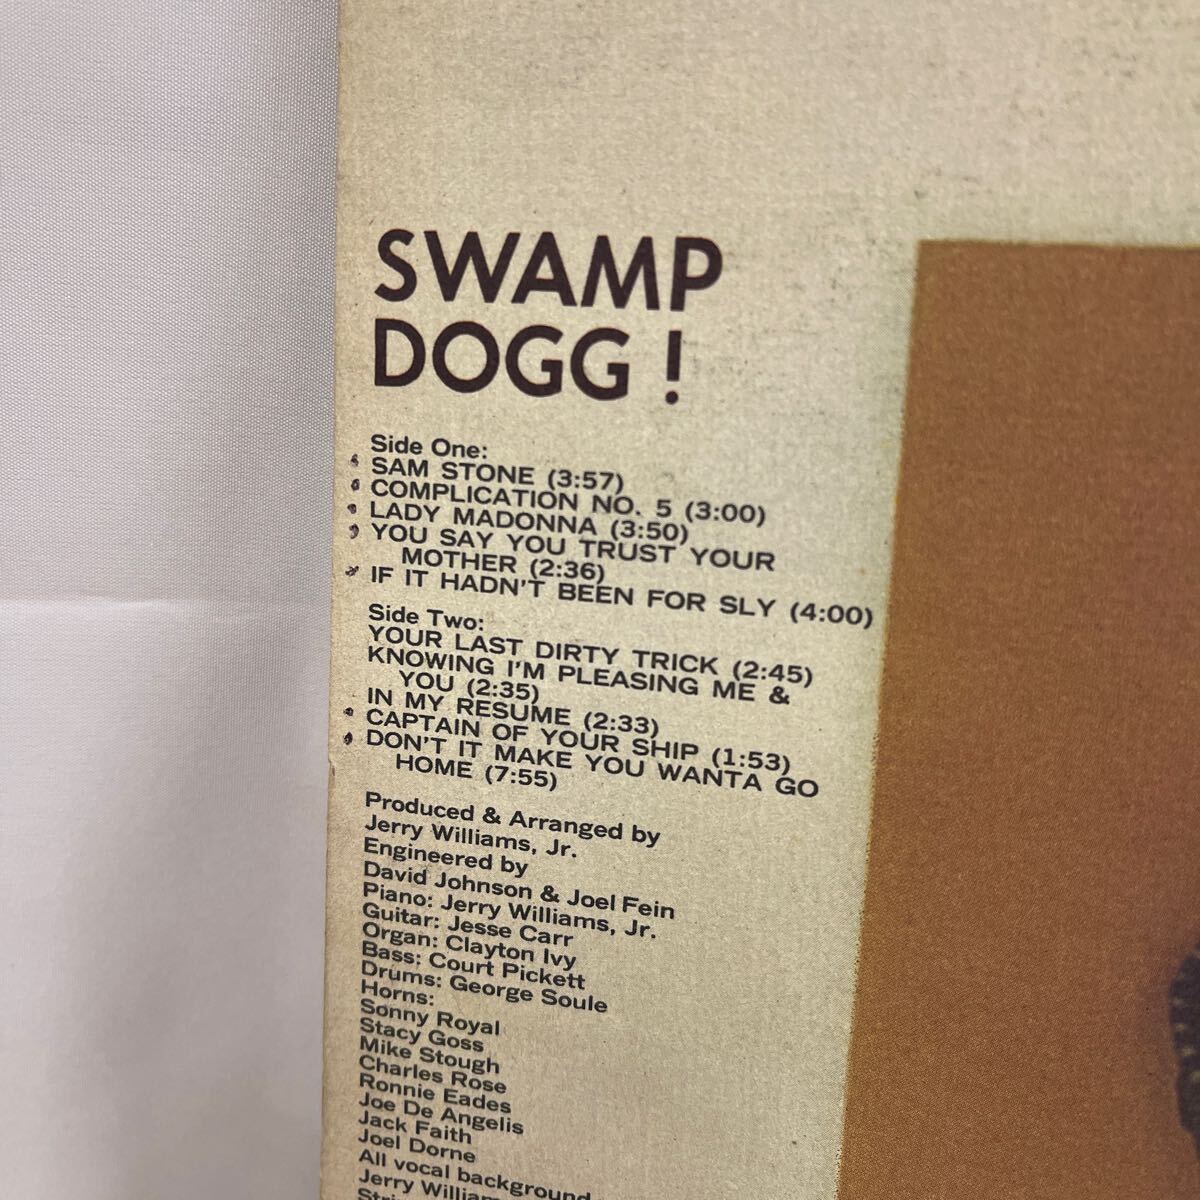 SWAMP
DOGG !
Side One:
SAM STONE (3:57)
COMPLICATION NO. 5 (3:00)
LADY MADONNA (3:50)
YOU SAY YOU TRUST YOUR
MOTHER (2:36)
IF IT HADN'T BEEN FOR SLY (4:00)
Side Two:
YOUR LAST DIRTY TRICK (2:45)
KNOWING I'M PLEASING ME &
YOU (2:35)
IN MY RESUME (2:33)
CAPTAIN OF YOUR SHIP (1:53)
DON'T IT MAKE YOU WANTA GO
HOME (7:55)
Produced & Arranged by
Jerry Williams, Jr.
Engineered by
David Johnson & Joel Fein
Piano: Jerry Williams, Jr.
Guitar: Jesse Carr
Organ: Clayton Ivy
Bass: Court Pickett
Drums: George Soule
Horns:
Sonny Royal
Stacy Goss
Mike Stough
Charles Rose
Ronnie Eades
Joe De Angelis
Jack Faith
Joel Dorne
All vocal background
Jerry